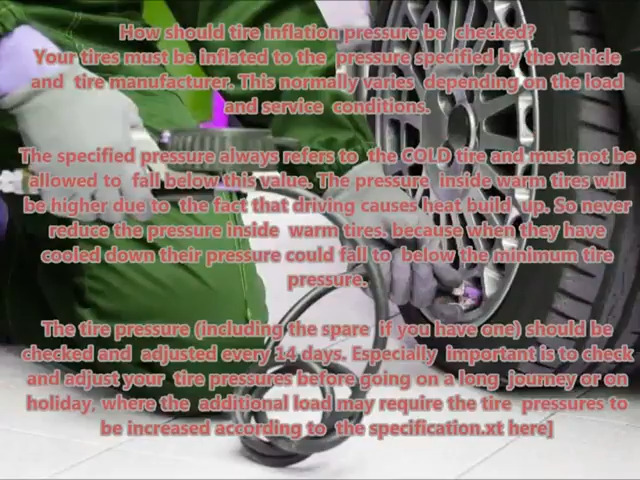 How should tire inflation pressure be checked?
Your tires must be inflated to the pressure specified by the vehicle
and tire manufacturer. This normally varies depending on the load
and service conditions.
The specified pressure always refers to the COLD tire and must not be
allowed to fall below this value. The pressure inside warm tires will
be higher due to the fact that driving causes heat build up. So never
reduce the pressure inside warm tires. because when they have
cooled down their pressure could fall to below the minimum tire
pressure.
The tire pressure (including the spare if you have one) should be
checked and adjusted every 14 days. Especially important is to check
and adjust your tire pressures before going on a long journey or on
holiday, where the additional load may require the tire pressures to
be increased according to the specification.xt here]